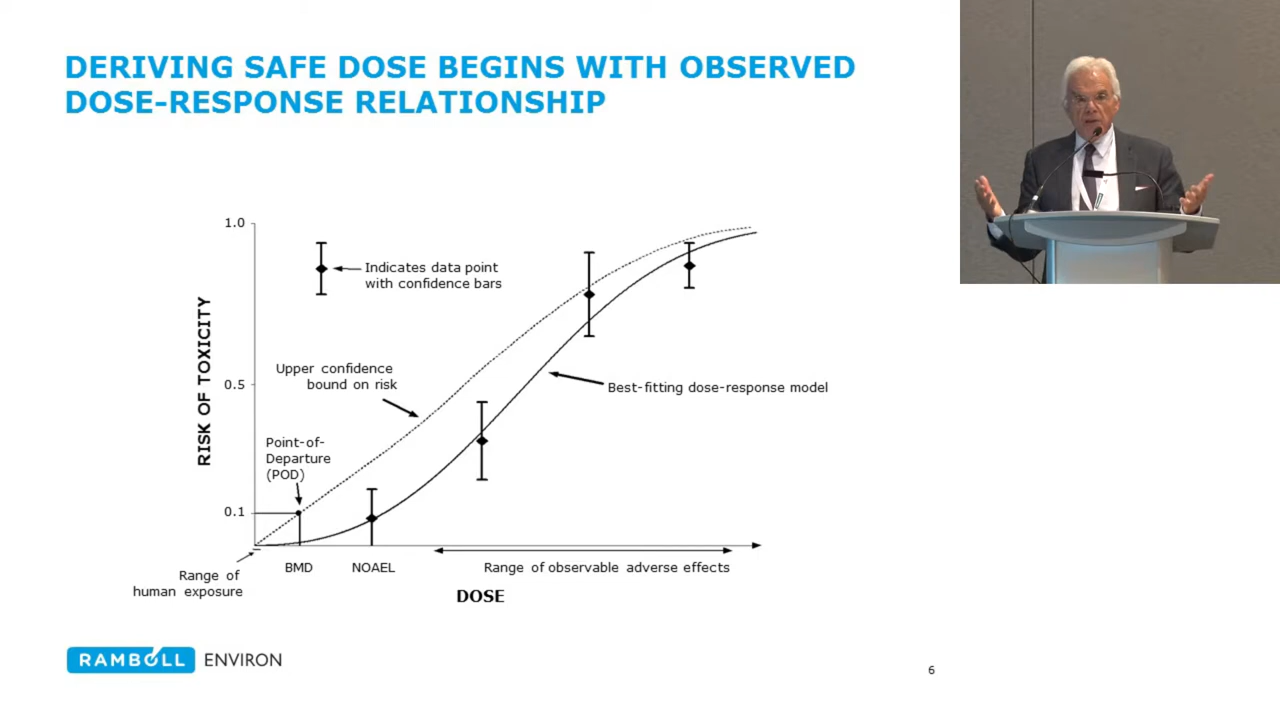 DERIVING SAFE DOSE BEGINS WITH OBSERVED
DOSE-RESPONSE RELATIONSHIP
1.0
Indicates data point
with confidence bars
RISK OF TOXICITY
Upper confidence
bound on risk
0.5
Best-fitting dose-response model
Point-of-
Departure
(POD)
0.1
Range of
human exposure
BMD
NOAEL
Range of observable adverse effects
DOSE
RAMBOLL ENVIRON
6